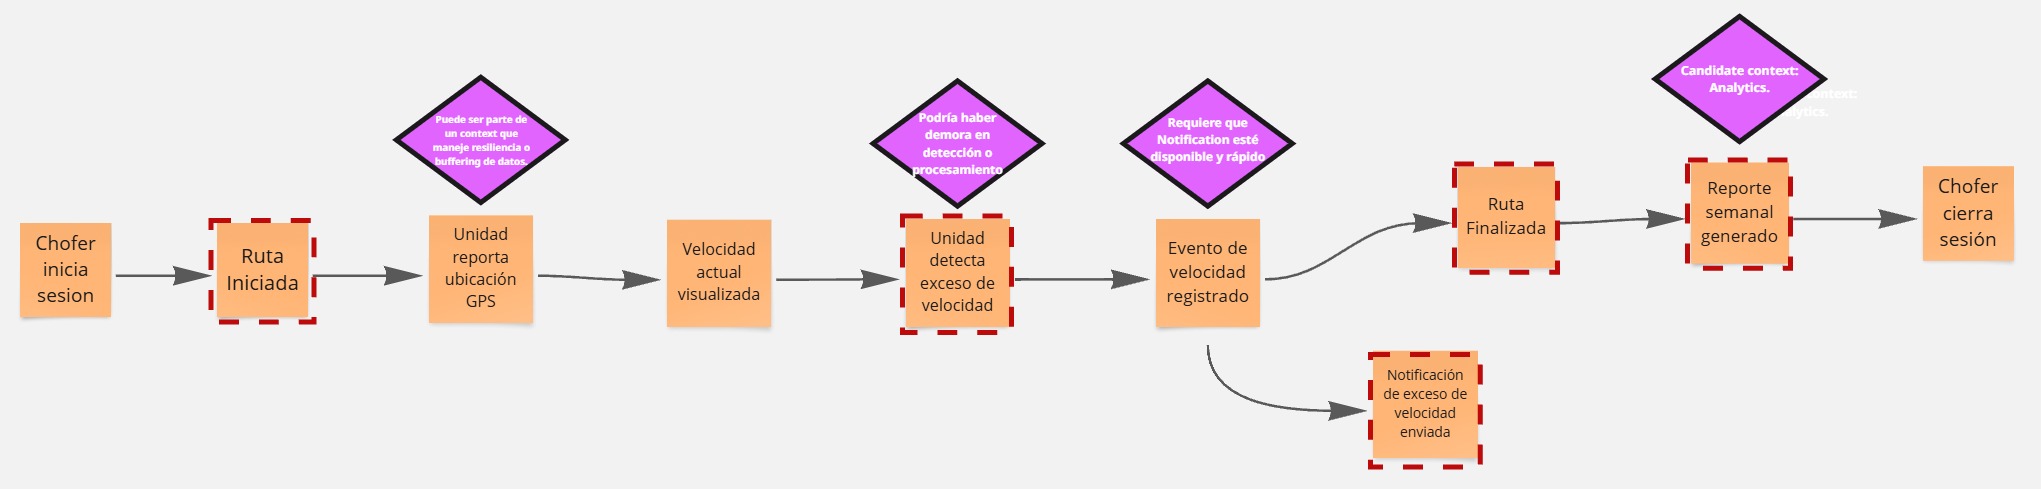 Chofer
inicia
sesion
Ruta
Iniciada
Puede ser parte de
un context que
maneje resiliencia o
buffering de datos.
Unidad
reporta
ubicación
GPS
Velocidad
actual
visualizada
Podría haber
demora en
detección o
procesamiento
Unidad
detecta
exceso de
velocidad
Requiere que
Notification esté
disponible y rápido
Evento de
velocidad
registrado
Notificación
de exceso de
velocidad
enviada
Ruta
Finalizada
Candidate context:
Analytics.
ontext:
lytics.
Reporte
semanal
generado
Chofer
cierra
sesión